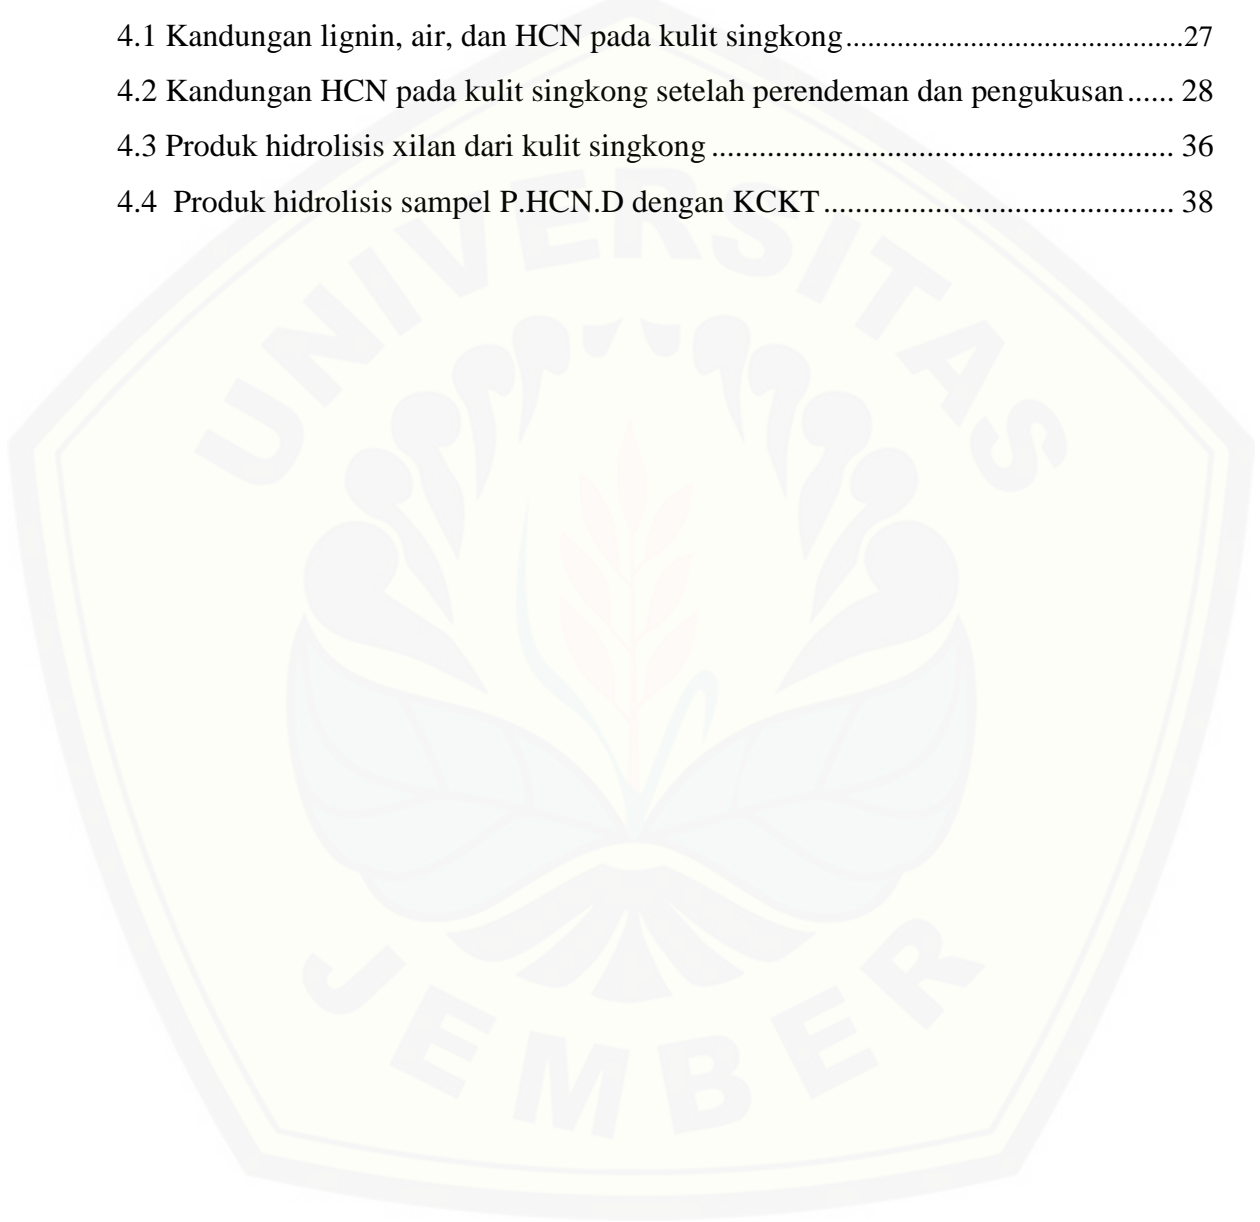 4.1 Kandungan lignin, air, dan HCN pada kulit singkong.............................................27
4.2 Kandungan HCN pada kulit singkong setelah perendeman dan pengukusan...... 28
4.3 Produk hidrolisis xilan dari kulit singkong........................................................... 36
4.4 Produk hidrolisis sampel P.HCN.D dengan KCKT............................................. 38
UNIVERSITAS
JEMBER